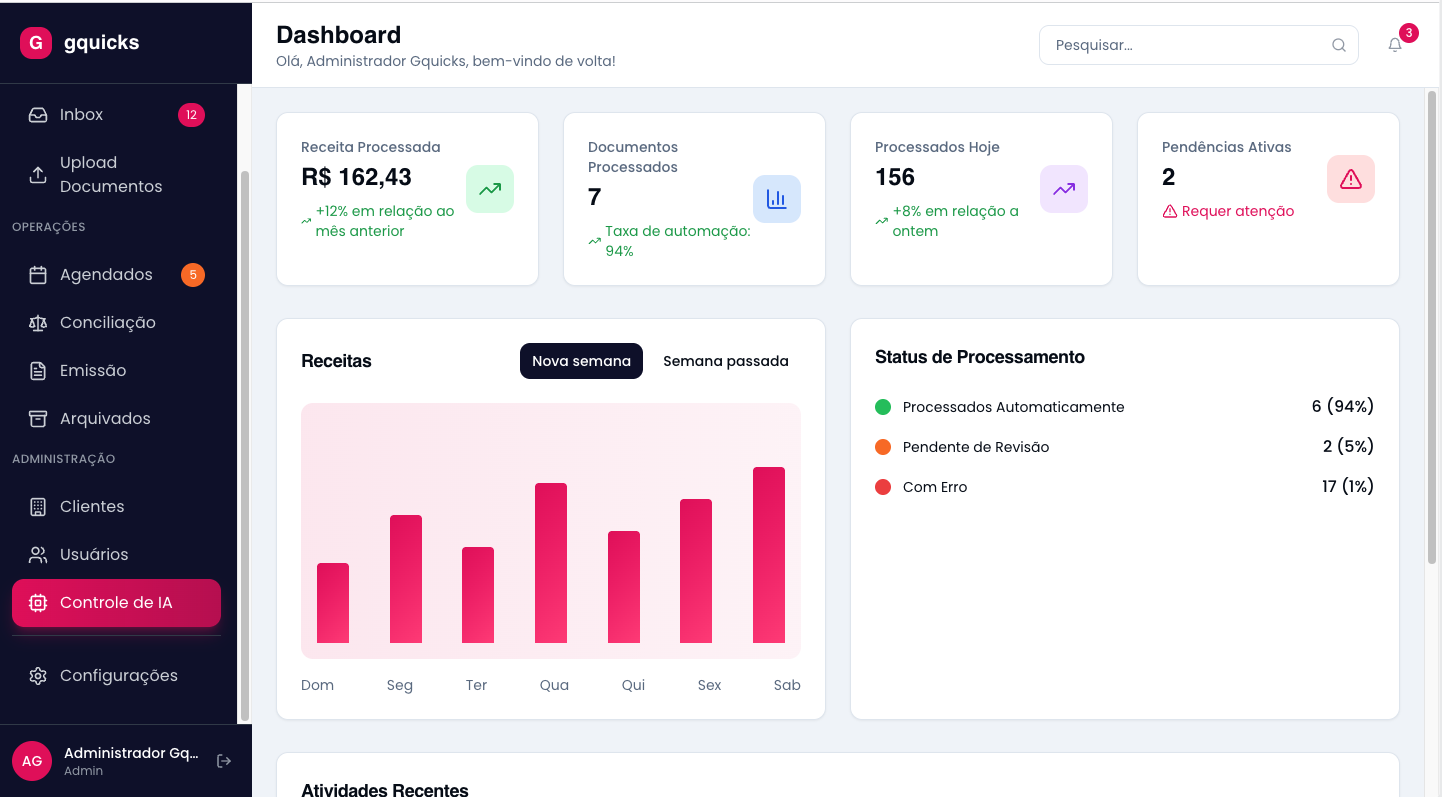 G gquicks
Inbox 12
Upload
Documentos
OPERAÇÕES
Agendados 5
Conciliação
Emissão
Arquivados
ADMINISTRAÇÃO
Clientes
Usuários
Controle de IA
Configurações
AG Administrador Gq...
Admin
Dashboard
Olá, Administrador Gquicks, bem-vindo de volta!
Pesquisar...
3
Receita Processada
R$ 162,43
+12% em relação ao
mês anterior
Documentos
Processados
7
Taxa de automação:
94%
Processados Hoje
156
+8% em relação a
ontem
Pendências Ativas
2
Requer atenção
Receitas
Nova semana
Semana passada
Dom Seg Ter Qua Qui Sex Sab
Status de Processamento
Processados Automaticamente 6 (94%)
Pendente de Revisão 2 (5%)
Com Erro 17 (1%)
Atividades Recentes